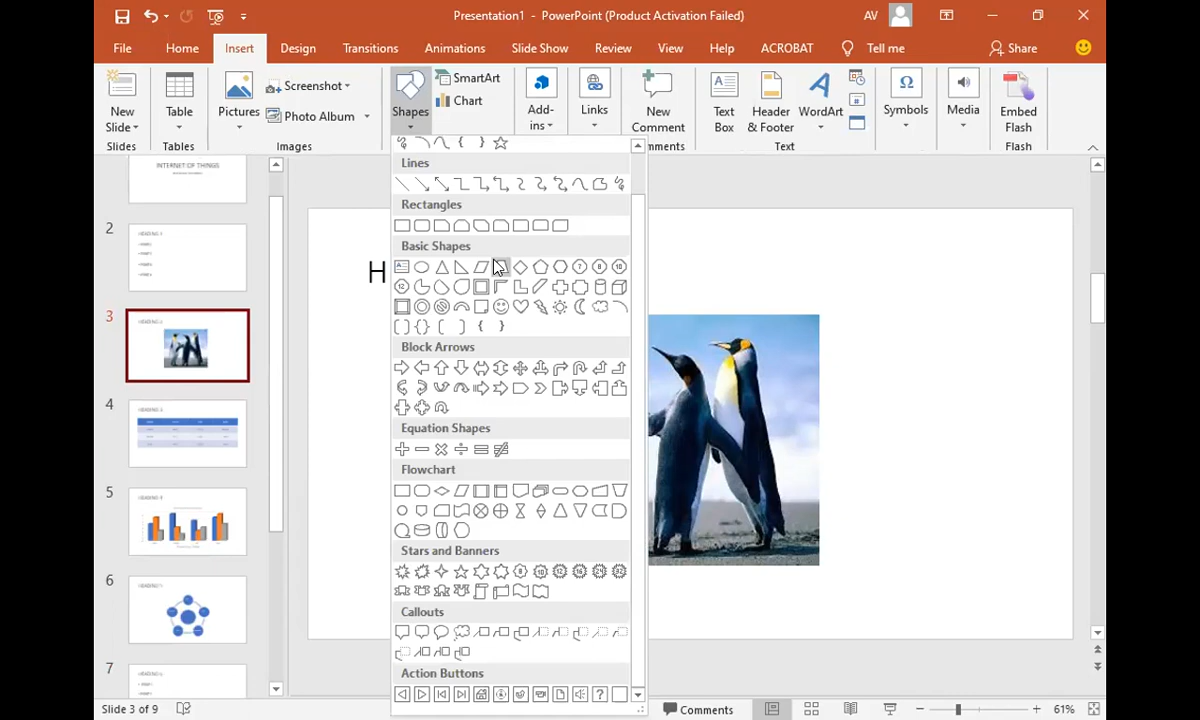 Presentation1 - PowerPoint (Product Activation Failed)
AV
File
Home
Insert
Design
Transitions
Animations
Slide Show
Review
View
Help
ACROBAT
Tell me
Share
New
Slide
Slides
Table
Tables
Pictures
Screenshot
Photo Album
Images
Shapes
SmartArt
Chart
Add-
ins
Links
New
Comment
mments
Text
Box
Header
& Footer
WordArt
Text
Symbols
Media
Embed
Flash
Flash
Lines
Rectangles
Basic Shapes
Block Arrows
Equation Shapes
Flowchart
Stars and Banners
Callouts
Action Buttons
INTERNET OF THINGS
2
3
4
5
6
7
H
Slide 3 of 9
Comments
61%